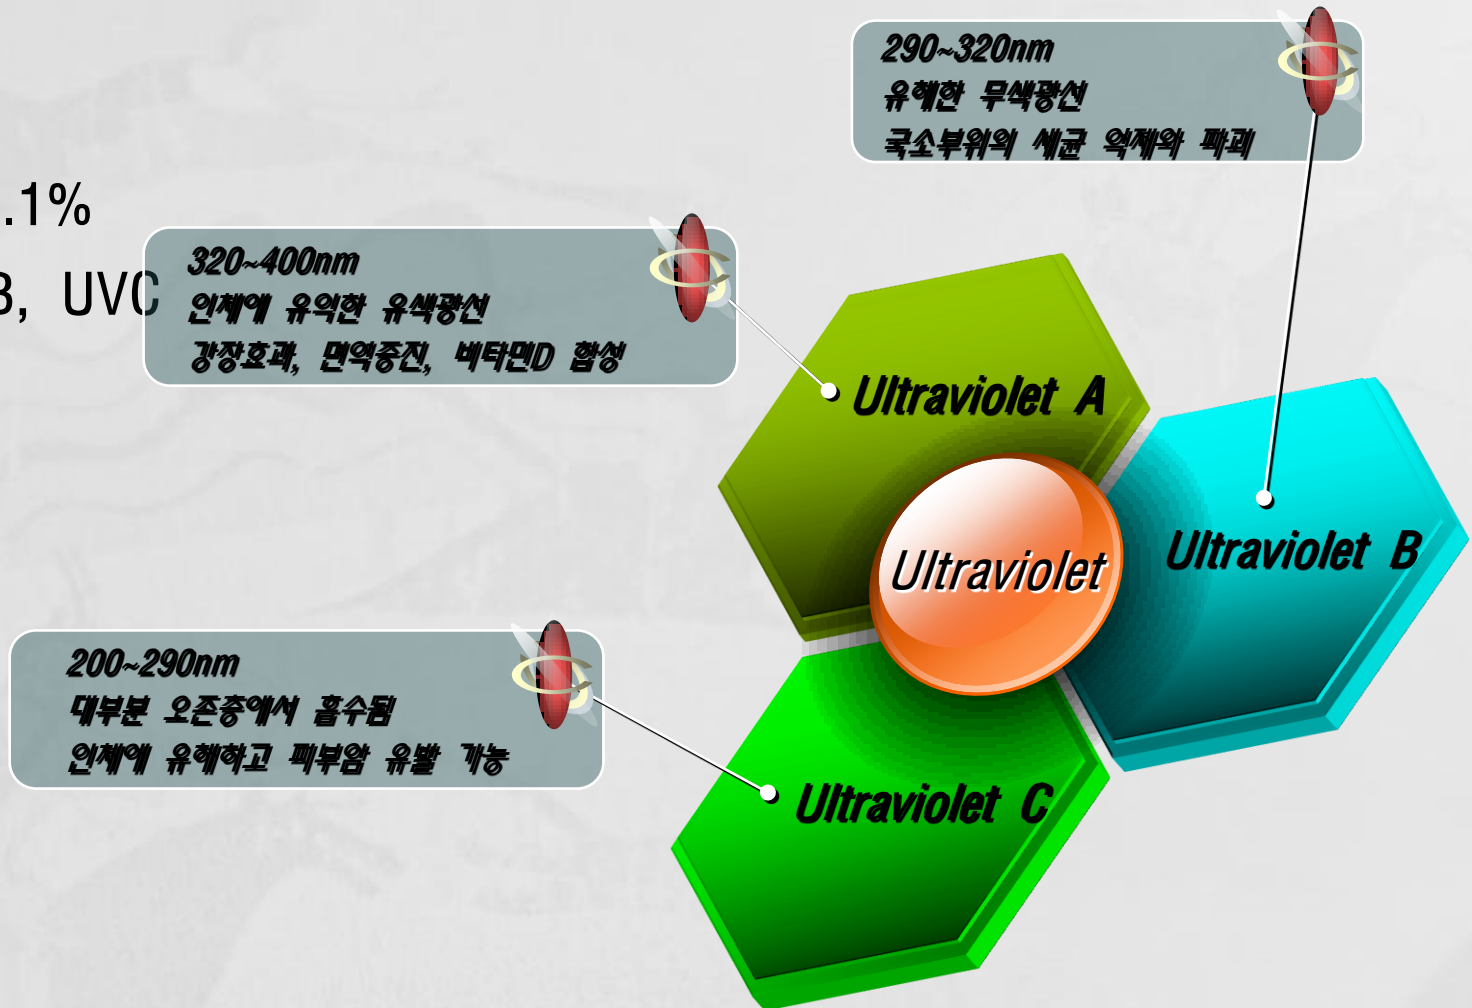 290~320nm
유해한 무색광선
국소부위의 세균 억제와 파괴
.1%
3, UVC
320~400nm
인체에 유익한 유색광선
강장효과, 면역증진, 비타민D 합성
Ultraviolet A
Ultraviolet B
Ultraviolet
200~290nm
대부분 오존층에서 흡수됨
인체에 유해하고 피부암 유발 가능
Ultraviolet C